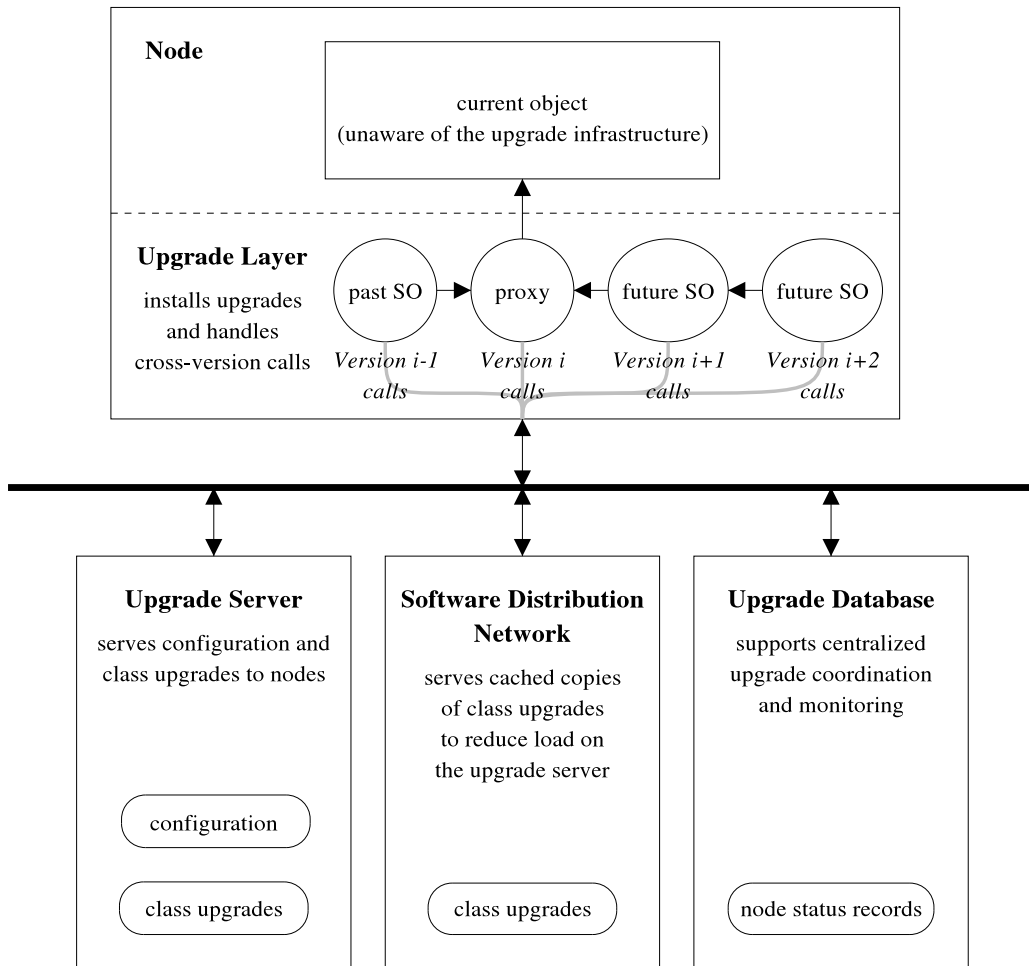 Node
current object
(unaware of the upgrade infrastructure)
Upgrade Layer
installs upgrades
and handles
cross-version calls
past SO
proxy
future SO
future SO
Version i-1
calls
Version i
calls
Version i+1
calls
Version i+2
calls
Upgrade Server
serves configuration and
class upgrades to nodes
configuration
class upgrades
Software Distribution
Network
serves cached copies
of class upgrades
to reduce load on
the upgrade server
class upgrades
Upgrade Database
supports centralized
upgrade coordination
and monitoring
node status records